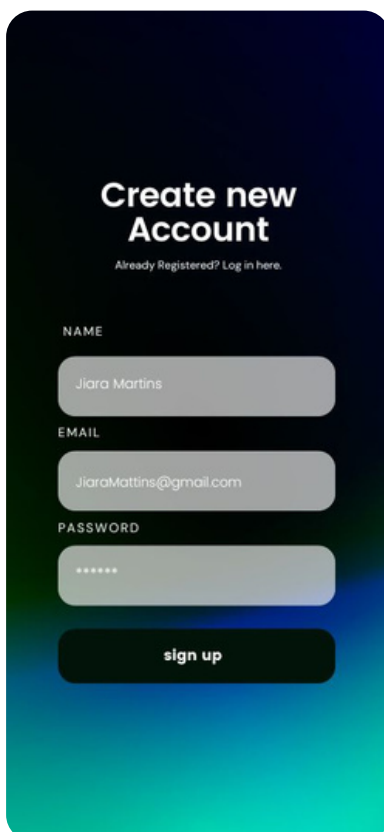 Create new
Account
Already Registered? Log in here.
NAME
Jiara Martins
EMAIL
JiaraMattins@gmail.com
PASSWORD
******
sign up